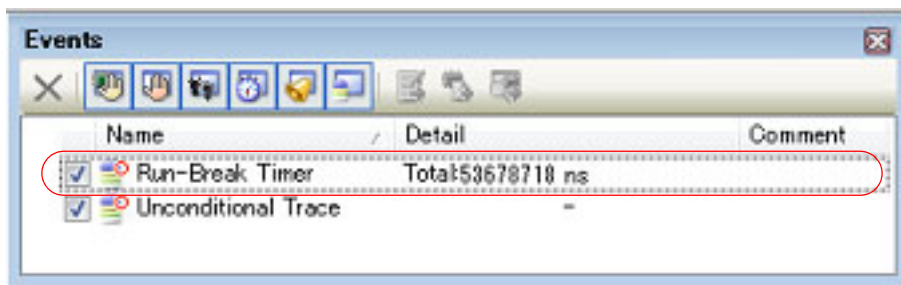 Events
Name / Detail Comment
Run-Break Timer Total:53678718 ns
Unconditional Trace -